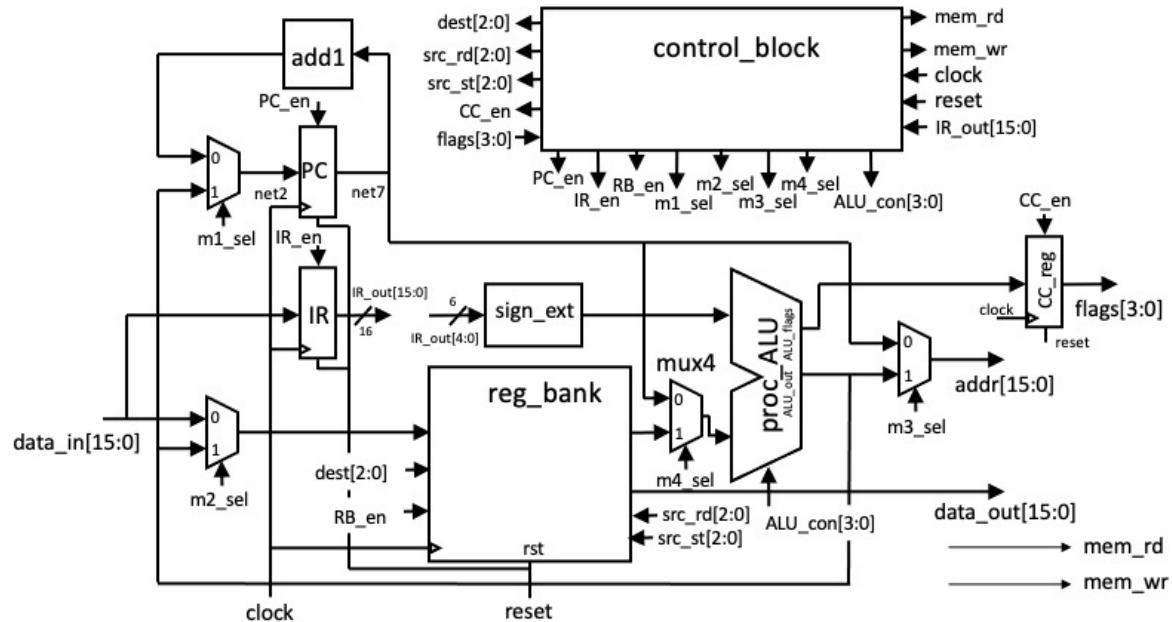 add1
PC_en
0
1
m1_sel
net2
PC
net7
IR_en
IR
IR_out[15:0]
16
dest[2:0]
src_rd[2:0]
src_st[2:0]
CC_en
flags[3:0]
control_block
mem_rd
mem_wr
clock
reset
IR_out[15:0]
PC_en
IR_en
RB_en
m1_sel
m2_sel
m3_sel
m4_sel
ALU_con[3:0]
6
IR_out[4:0]
sign_ext
CC_en
CC_reg
clock
reset
flags[3:0]
mux4
0
1
m4_sel
proc_ALU
ALU_out
ALU_flags
ALU_con[3:0]
0
1
m3_sel
addr[15:0]
data_in[15:0]
0
1
m2_sel
reg_bank
dest[2:0]
RB_en
rst
src_rd[2:0]
src_st[2:0]
data_out[15:0]
mem_rd
mem_wr
clock
reset